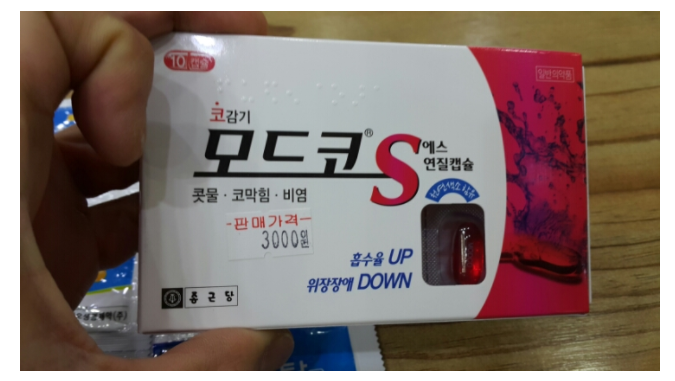 10캡슐
일반의약품
코감기
모드코® S 에스
연질캡슐
콧물 · 코막힘 · 비염
-판매가격-
3000원
흡수율 UP
위장장애 DOWN
종근당